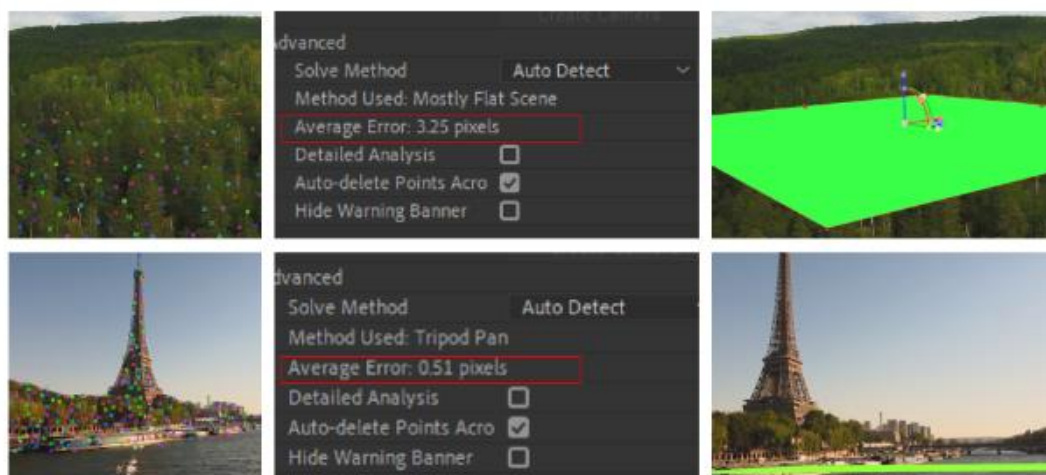 Advanced
Solve Method Auto Detect
Method Used: Mostly Flat Scene
Average Error: 3.25 pixels
Detailed Analysis
Auto-delete Points Acro
Hide Warning Banner
dvanced
Solve Method Auto Detect
Method Used: Tripod Pan
Average Error: 0.51 pixels
Detailed Analysis
Auto-delete Points Acro
Hide Warning Banner